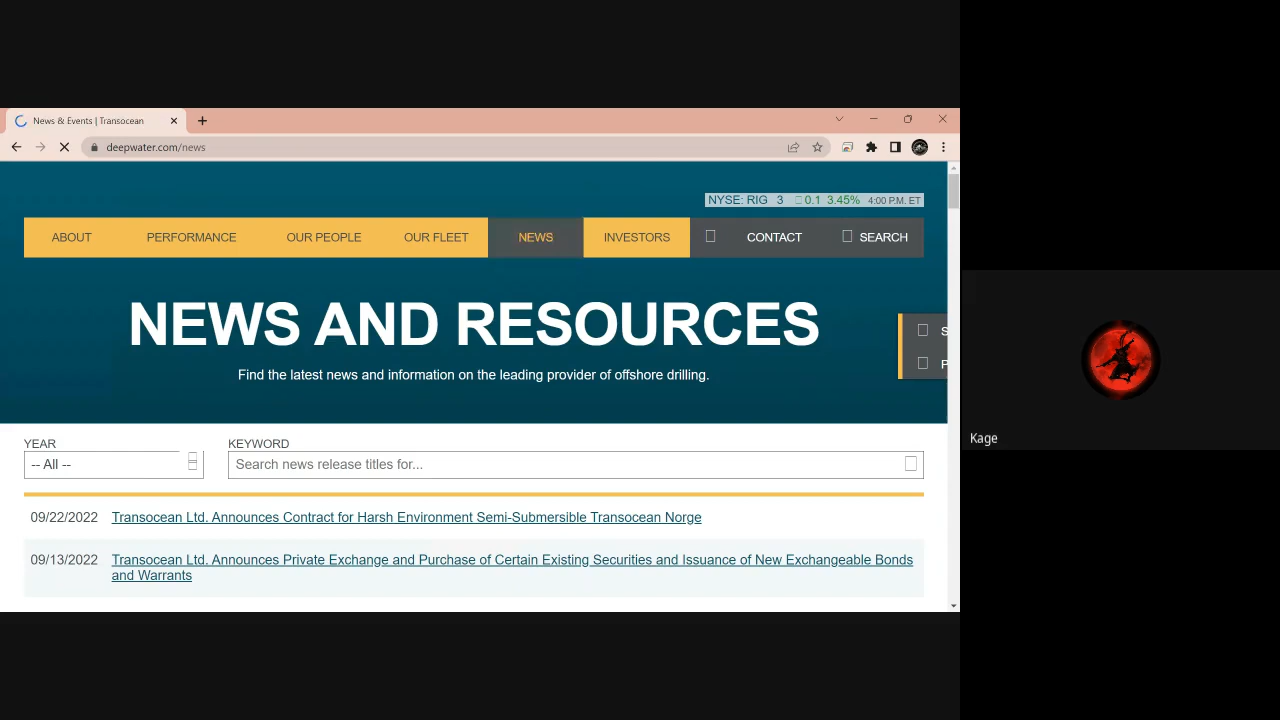 News & Events | Transocean
deepwater.com/news
NYSE: RIG 3 0.1 3.45% 4:00 P.M. ET
ABOUT PERFORMANCE OUR PEOPLE OUR FLEET NEWS INVESTORS CONTACT SEARCH
NEWS AND RESOURCES
S
Find the latest news and information on the leading provider of offshore drilling.
P
YEAR KEYWORD
-- All -- Search news release titles for...
09/22/2022 Transocean Ltd. Announces Contract for Harsh Environment Semi-Submersible Transocean Norge
09/13/2022 Transocean Ltd. Announces Private Exchange and Purchase of Certain Existing Securities and Issuance of New Exchangeable Bonds
and Warrants
Kage